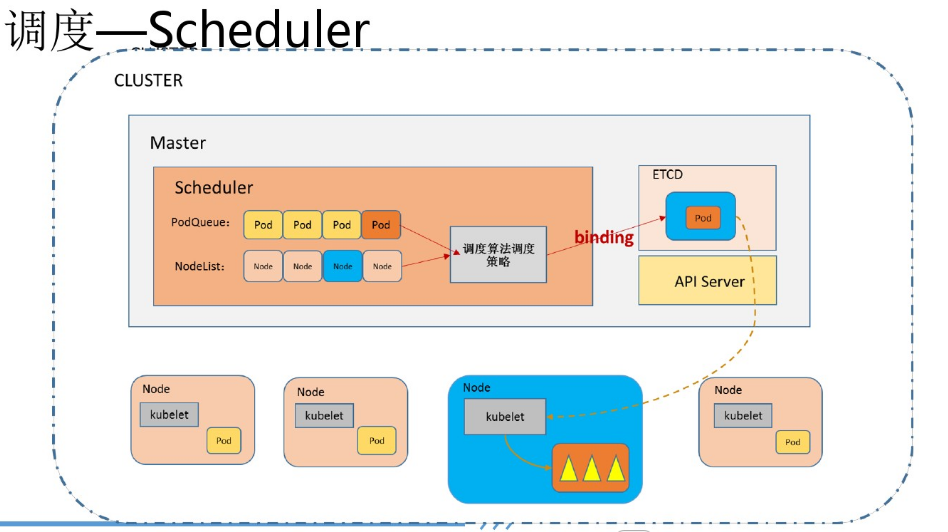 调度—Scheduler
CLUSTER
Master
Scheduler
PodQueue:
Pod Pod Pod Pod
NodeList:
Node Node Node Node
调度算法调度
策略
binding
ETCD
Pod
API Server
Node
kubelet
Pod
Node
kubelet
Pod
Node
kubelet
Node
kubelet
Pod